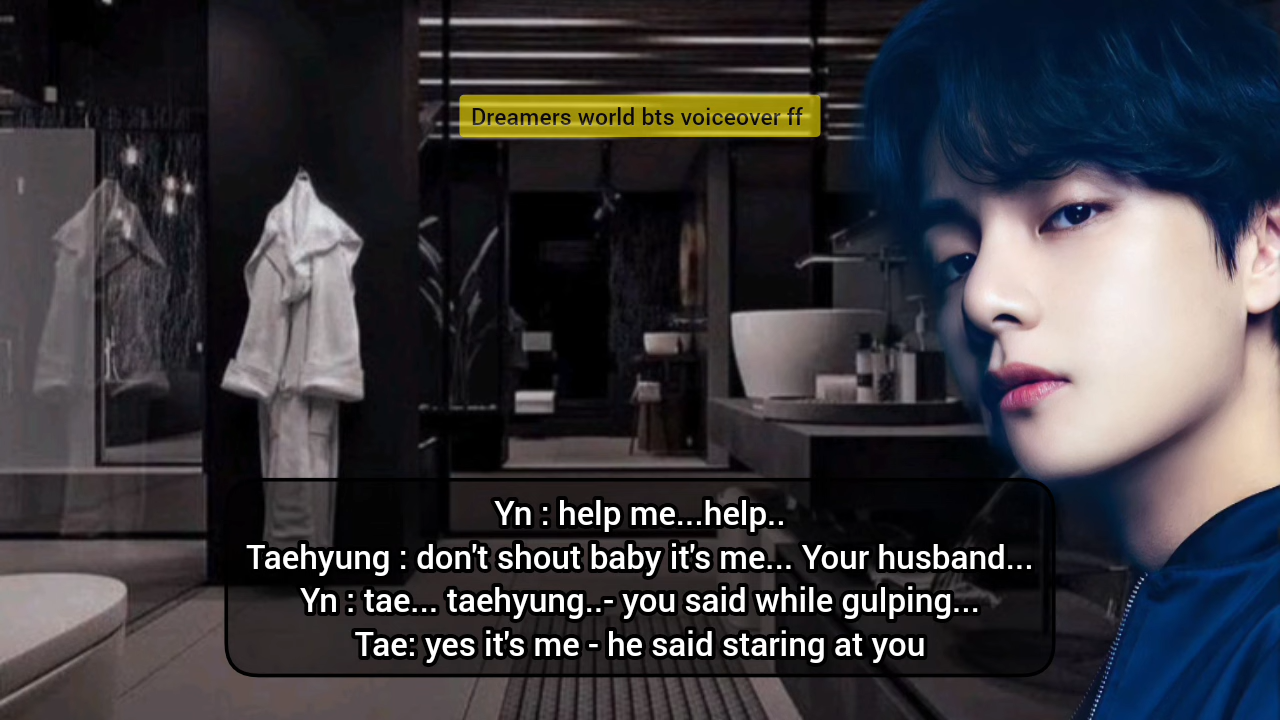 Dreamers world bts voiceover ff
Yn : help me...help..
Taehyung : don't shout baby it's me... Your husband...
Yn : tae... taehyung..- you said while gulping...
Tae: yes it's me - he said staring at you